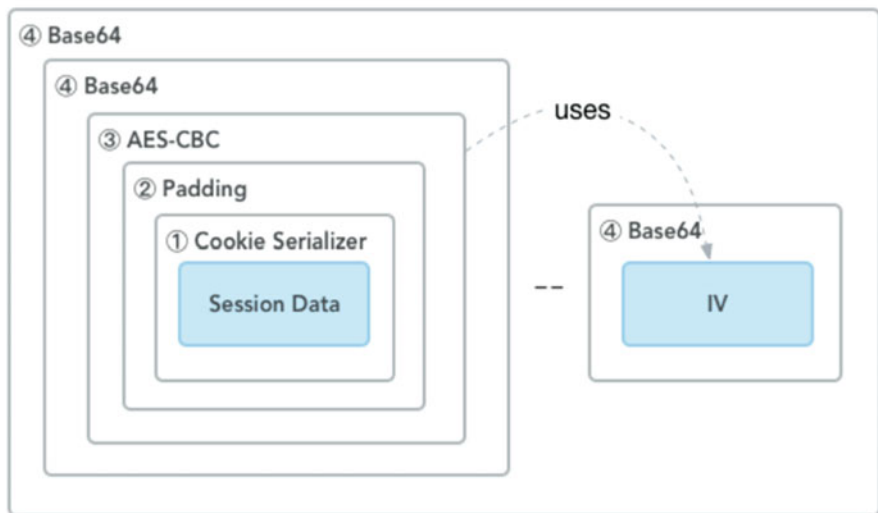 ④ Base64
④ Base64
③ AES-CBC
② Padding
① Cookie Serializer
Session Data
uses
--
④ Base64
IV